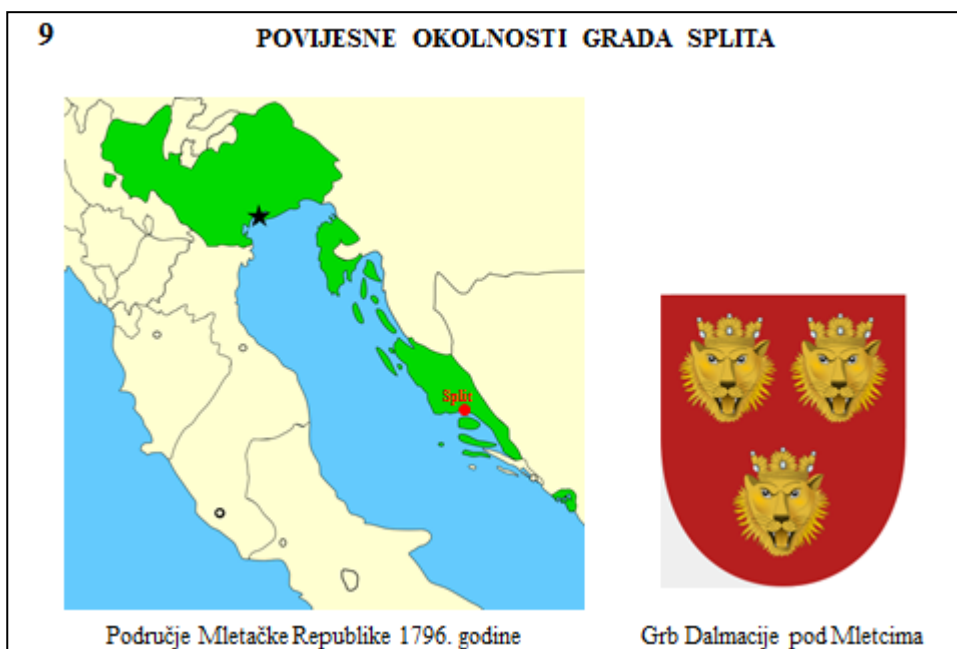 9
POVIJESNE OKOLNOSTI GRADA SPLITA
Split
Područje Mletačke Republike 1796. godine
Grb Dalmacije pod Mletcima